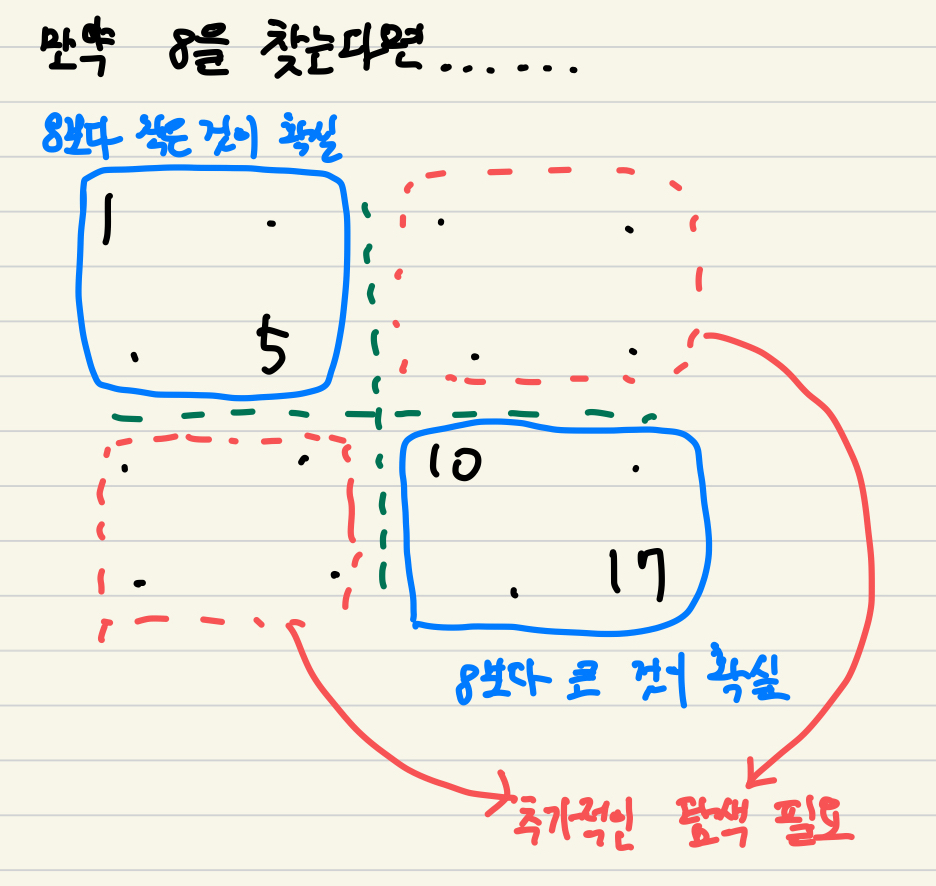 만약 8을 찾는다면......
8보다 작은 것이 확실
1
5
10
17
8보다 큰 것이 확실
추가적인 탐색 필요